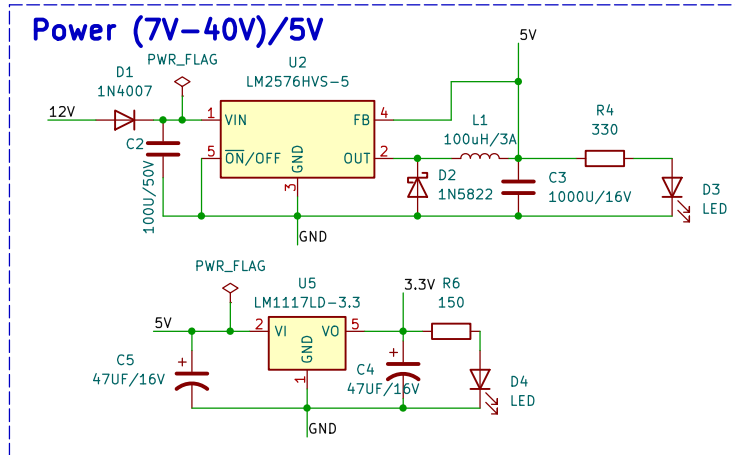 Power (7V-40V)/5V
PWR_FLAG
5V
D1
1N4007
U2
LM2576HVS-5
12V
1
VIN
FB
4
C2
100U/50V
5
ON/OFF
GND
OUT
2
3
L1
100uH/3A
R4
330
D2
1N5822
C3
1000U/16V
D3
LED
GND
PWR_FLAG
U5
LM1117LD-3.3
3.3V
R6
150
5V
2
VI
VO
5
GND
1
C5
47UF/16V
C4
47UF/16V
D4
LED
GND